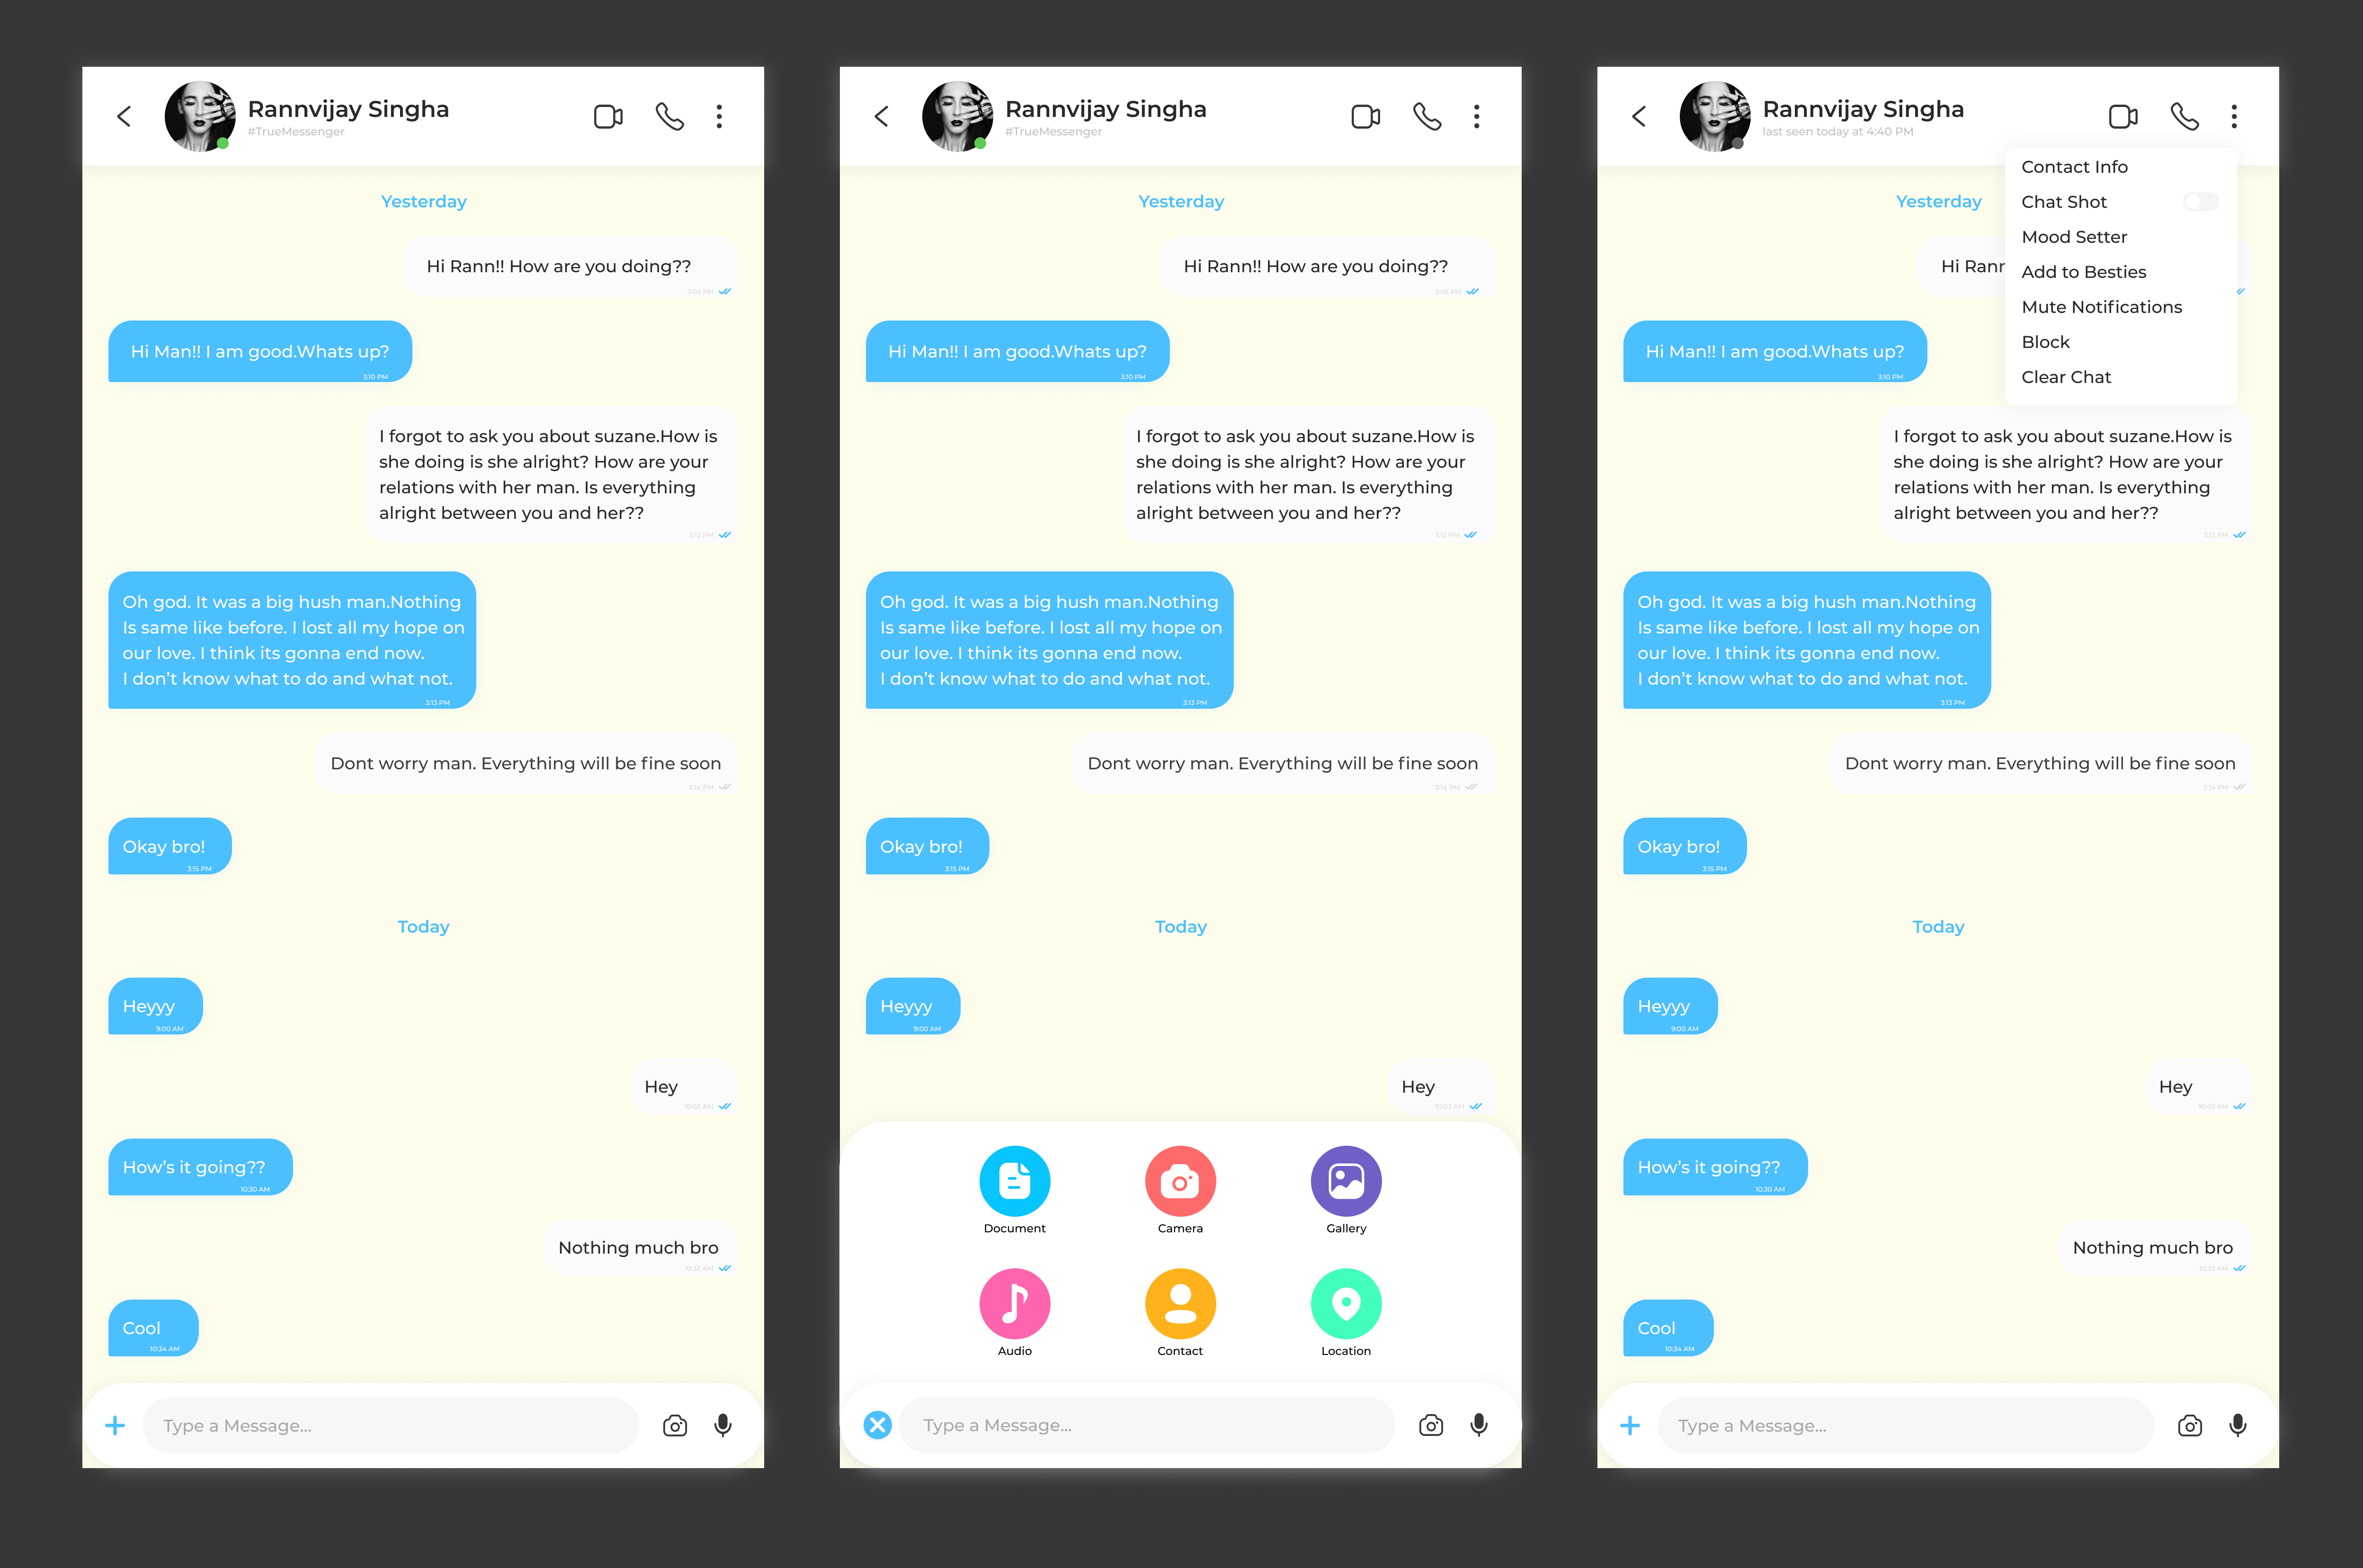 Rannvijay Singha
#TrueMessenger
Yesterday
Hi Rann!! How are you doing??
3:05 PM
Hi Man!! I am good.Whats up?
3:10 PM
I forgot to ask you about suzane.How is
she doing is she alright? How are your
relations with her man. Is everything
alright between you and her??
3:12 PM
Oh god. It was a big hush man.Nothing
Is same like before. I lost all my hope on
our love. I think its gonna end now.
I don’t know what to do and what not.
3:13 PM
Dont worry man. Everything will be fine soon
3:14 PM
Okay bro!
3:15 PM
Today
Heyyy
9:00 AM
Hey
10:03 AM
How’s it going??
10:30 AM
Nothing much bro
10:32 AM
Cool
10:34 AM
Type a Message...
Rannvijay Singha
#TrueMessenger
Yesterday
Hi Rann!! How are you doing??
3:05 PM
Hi Man!! I am good.Whats up?
3:10 PM
I forgot to ask you about suzane.How is
she doing is she alright? How are your
relations with her man. Is everything
alright between you and her??
3:12 PM
Oh god. It was a big hush man.Nothing
Is same like before. I lost all my hope on
our love. I think its gonna end now.
I don’t know what to do and what not.
3:13 PM
Dont worry man. Everything will be fine soon
3:14 PM
Okay bro!
3:15 PM
Today
Heyyy
9:00 AM
Hey
10:03 AM
Document
Camera
Gallery
Audio
Contact
Location
Type a Message...
Rannvijay Singha
last seen today at 4:40 PM
Contact Info
Chat Shot
Mood Setter
Add to Besties
Mute Notifications
Block
Clear Chat
Yesterday
Hi Rann
Hi Man!! I am good.Whats up?
3:10 PM
I forgot to ask you about suzane.How is
she doing is she alright? How are your
relations with her man. Is everything
alright between you and her??
3:12 PM
Oh god. It was a big hush man.Nothing
Is same like before. I lost all my hope on
our love. I think its gonna end now.
I don’t know what to do and what not.
3:13 PM
Dont worry man. Everything will be fine soon
3:14 PM
Okay bro!
3:15 PM
Today
Heyyy
9:00 AM
Hey
10:03 AM
How’s it going??
10:30 AM
Nothing much bro
10:32 AM
Cool
10:34 AM
Type a Message...